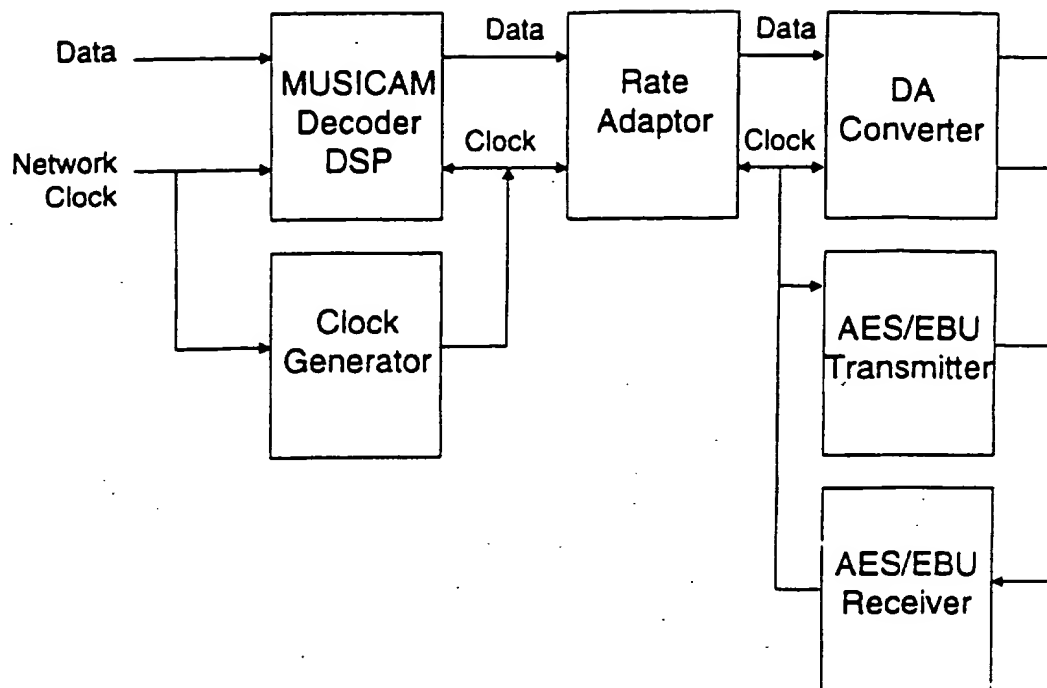 Data
MUSICAM
Decoder
DSP
Data
Rate
Adaptor
Data
DA
Converter
Network
Clock
Clock
Clock
Clock
Generator
AES/EBU
Transmitter
AES/EBU
Receiver